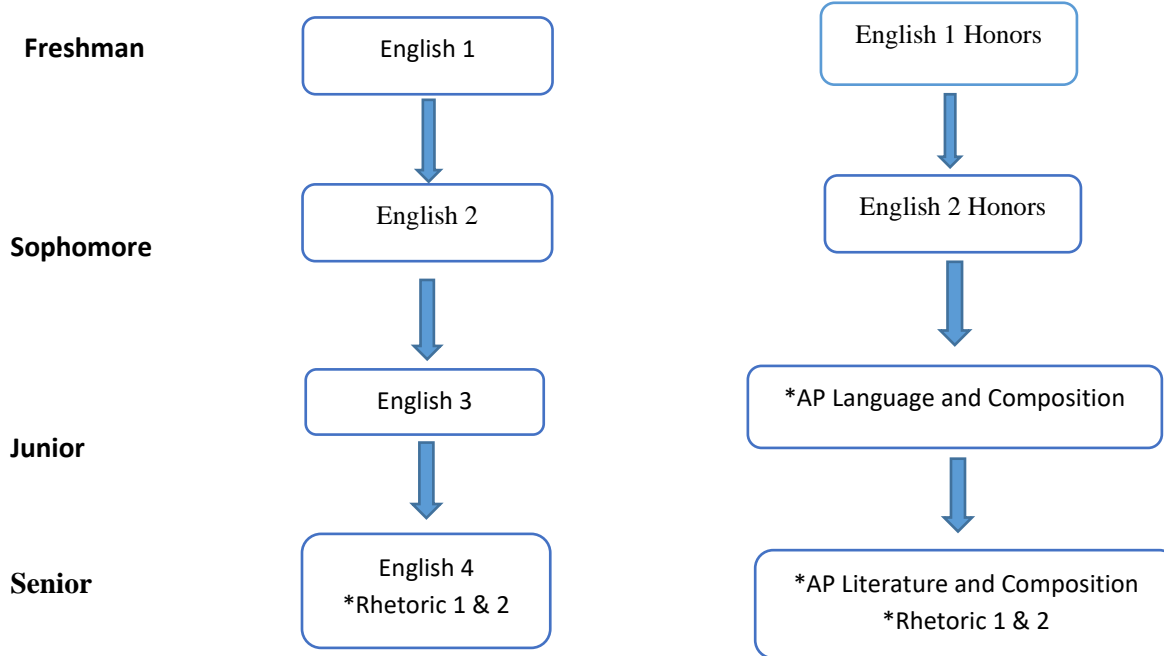 Freshman
English 1
English 1 Honors
Sophomore
English 2
English 2 Honors
Junior
English 3
*AP Language and Composition
Senior
English 4
*Rhetoric 1 & 2
*AP Literature and Composition
*Rhetoric 1 & 2